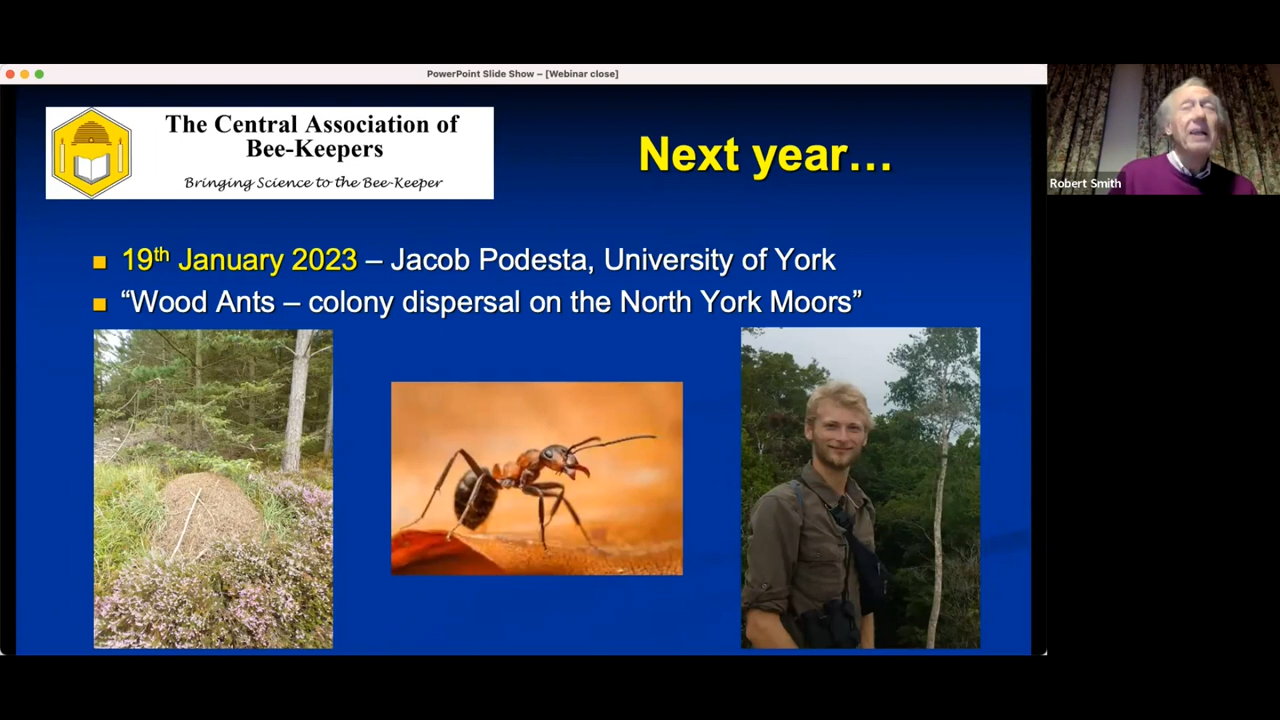 PowerPoint Slide Show – [Webinar close]
The Central Association of
Bee-Keepers
Bringing Science to the Bee-Keeper
Next year…
19th January 2023 – Jacob Podesta, University of York
“Wood Ants – colony dispersal on the North York Moors”
Robert Smith